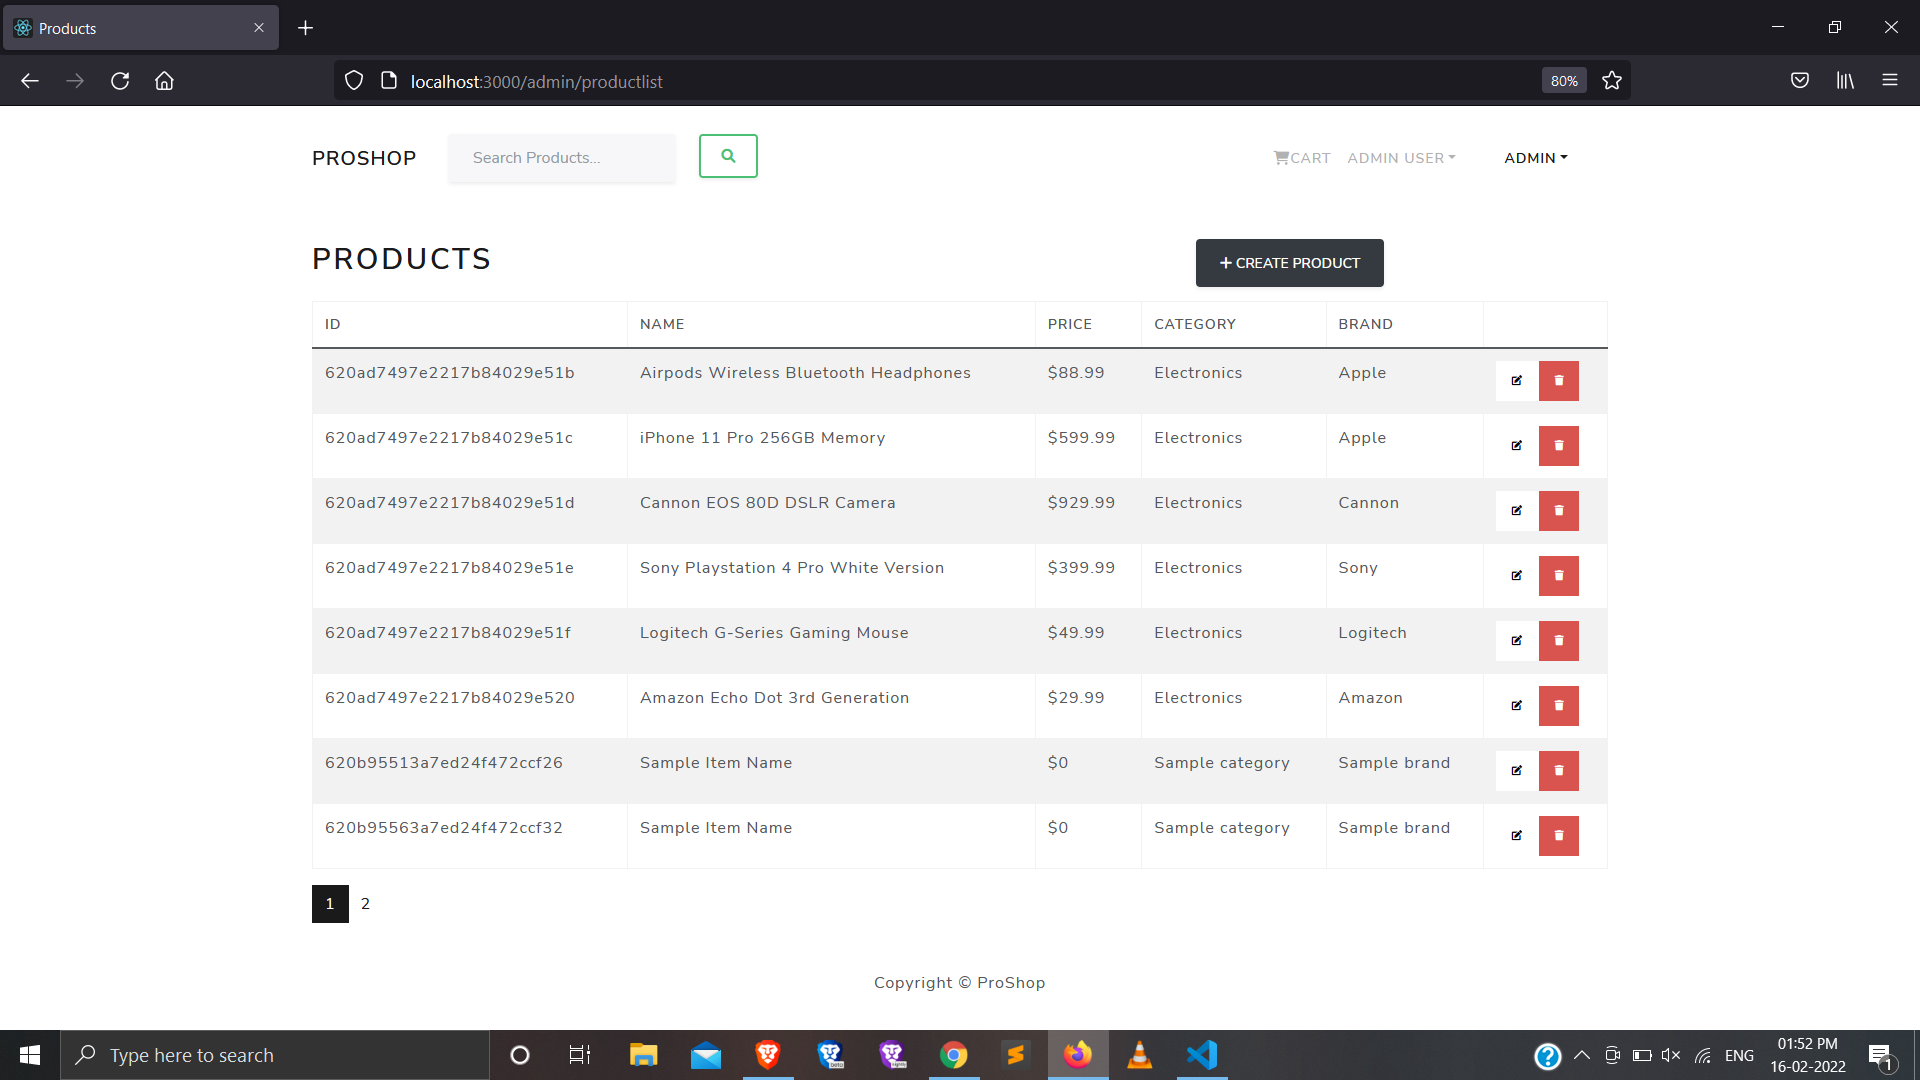 Products
localhost:3000/admin/productlist
80%
PROSHOP
Search Products...
CART
ADMIN USER
ADMIN
PRODUCTS
CREATE PRODUCT
ID NAME PRICE CATEGORY BRAND
620ad7497e2217b84029e51b Airpods Wireless Bluetooth Headphones $88.99 Electronics Apple
620ad7497e2217b84029e51c iPhone 11 Pro 256GB Memory $599.99 Electronics Apple
620ad7497e2217b84029e51d Cannon EOS 80D DSLR Camera $929.99 Electronics Cannon
620ad7497e2217b84029e51e Sony Playstation 4 Pro White Version $399.99 Electronics Sony
620ad7497e2217b84029e51f Logitech G-Series Gaming Mouse $49.99 Electronics Logitech
620ad7497e2217b84029e520 Amazon Echo Dot 3rd Generation $29.99 Electronics Amazon
620b95513a7ed24f472ccf26 Sample Item Name $0 Sample category Sample brand
620b95563a7ed24f472ccf32 Sample Item Name $0 Sample category Sample brand
1 2
Copyright © ProShop
Type here to search
beta
ENG
01:52 PM
16-02-2022
1